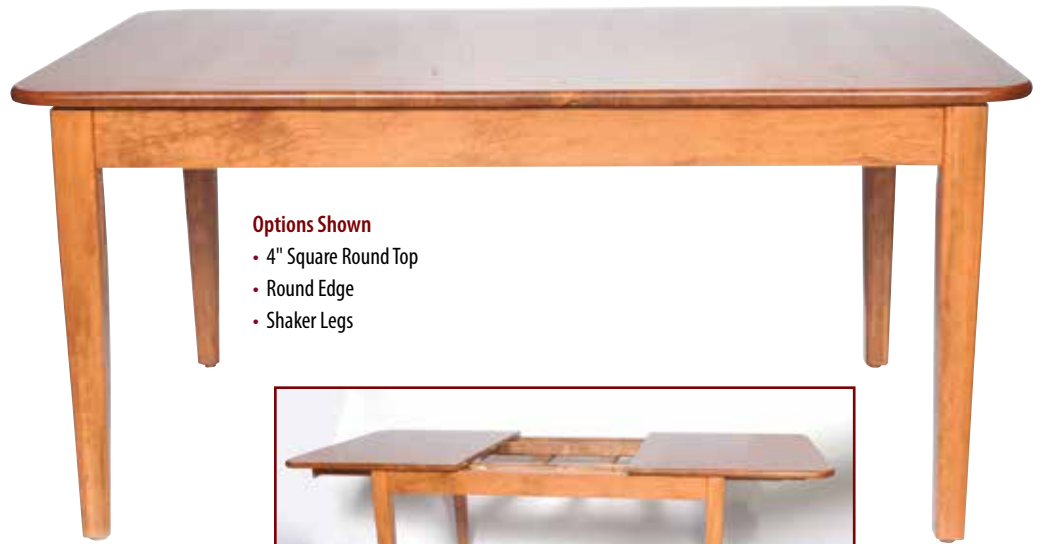 Options Shown
• 4" Square Round Top
• Round Edge
• Shaker Legs